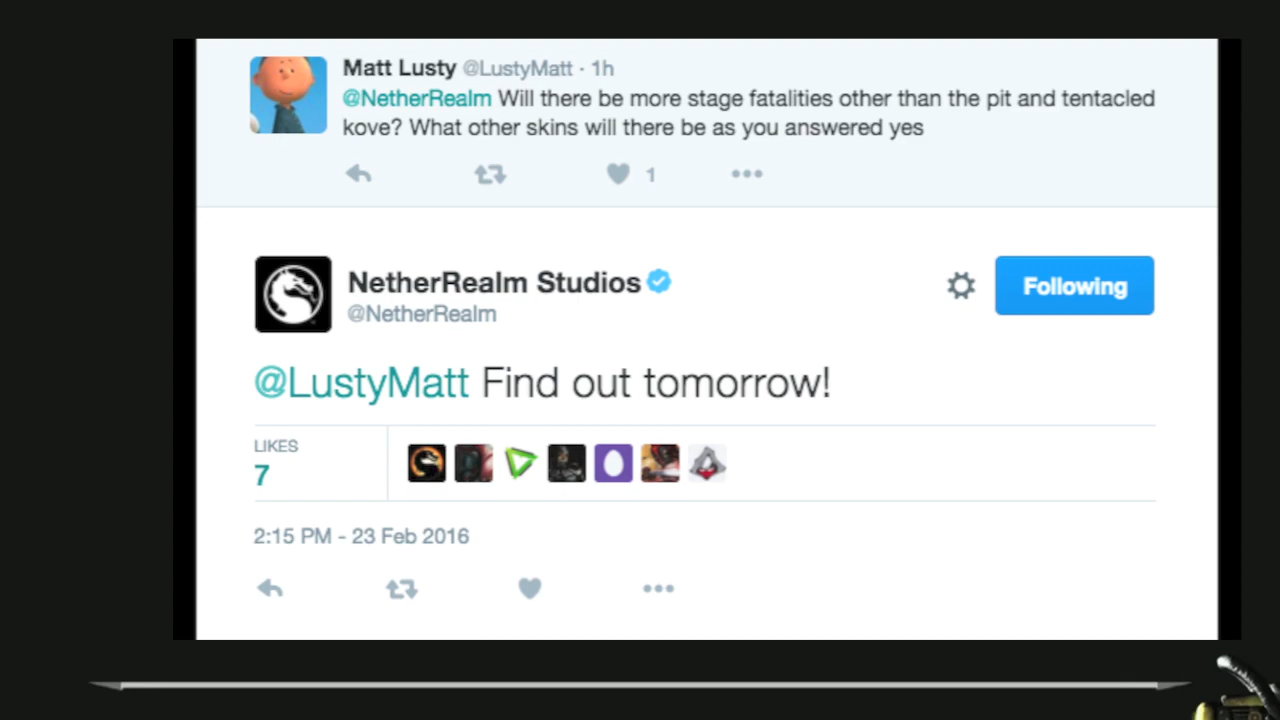 Matt Lusty @LustyMatt · 1h
@NetherRealm Will there be more stage fatalities other than the pit and tentacled
kove? What other skins will there be as you answered yes
1
NetherRealm Studios
@NetherRealm
Following
@LustyMatt Find out tomorrow!
LIKES
7
2:15 PM - 23 Feb 2016